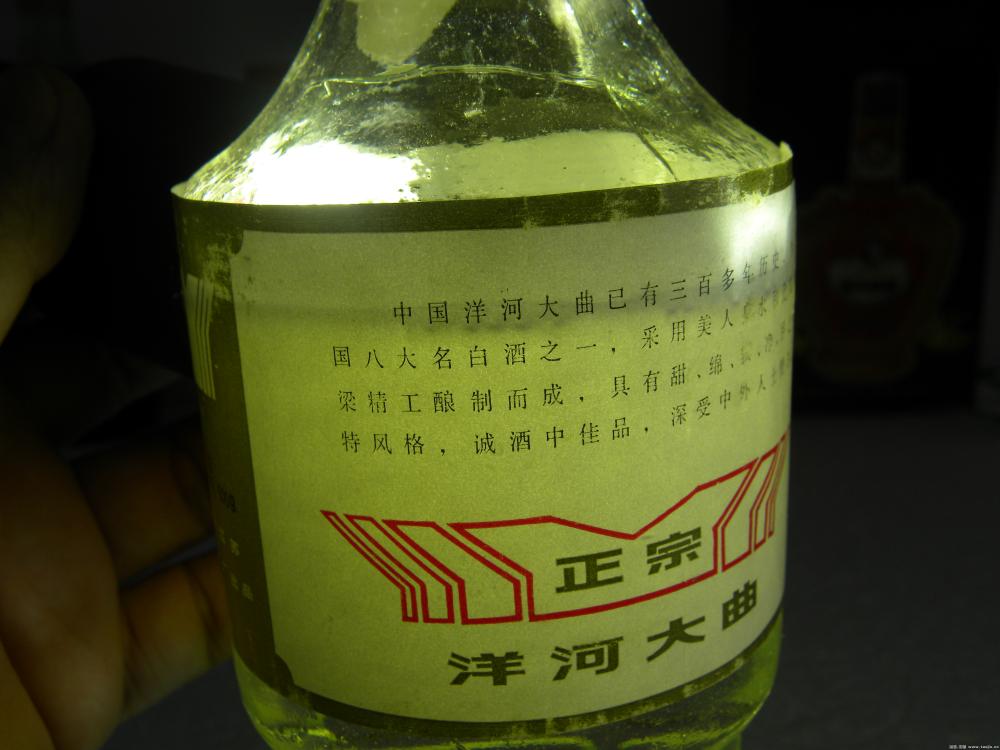 中国洋河大曲已有三百多年历史
国八大名白酒之一，采用美人泉水
梁精工酿制而成，具有甜、绵、软、净、
特风格，诚酒中佳品，深受中外人士
正宗
洋河大曲